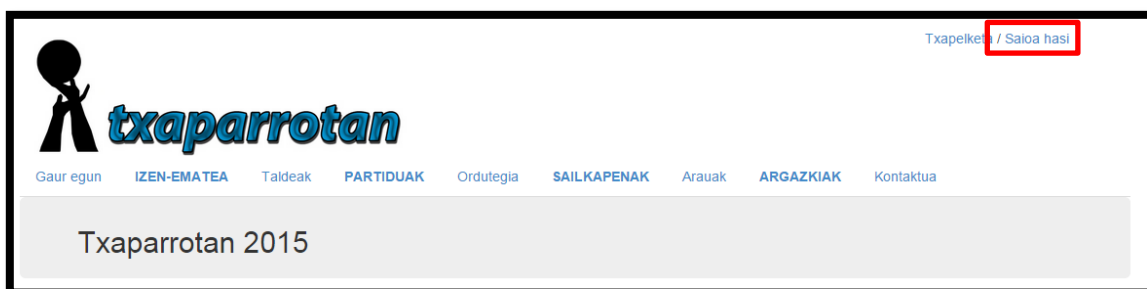 Txapelketa / Saioa hasi
txaparrotan
Gaur egun IZEN-EMATEA Taldeak PARTIDUAK Ordutegia SAILKAPENAK Arauak ARGAZKIAK Kontaktua
Txaparrotan 2015